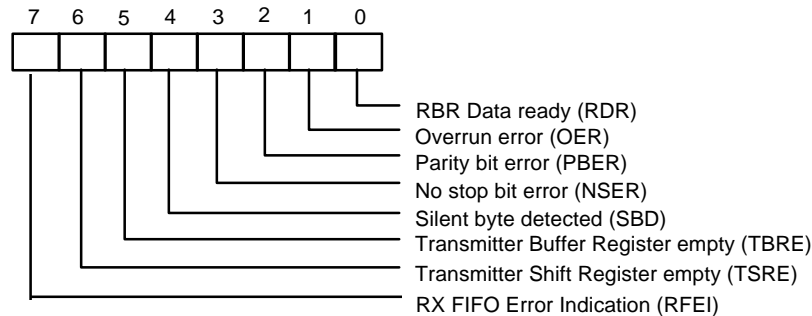 7 6 5 4 3 2 1 0
RBR Data ready (RDR)
Overrun error (OER)
Parity bit error (PBER)
No stop bit error (NSER)
Silent byte detected (SBD)
Transmitter Buffer Register empty (TBRE)
Transmitter Shift Register empty (TSRE)
RX FIFO Error Indication (RFEI)